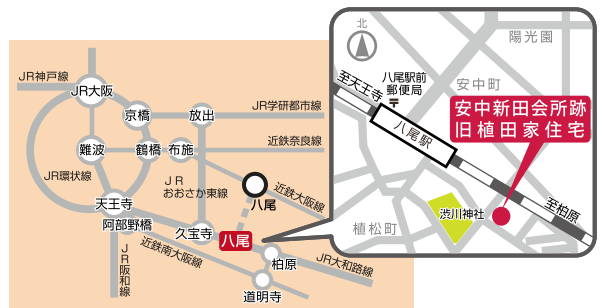 JR神戸線
JR大阪
京橋
放出
JR学研都市線
難波
鶴橋
布施
近鉄奈良線
JR環状線
JR
おおさか東線
近鉄大阪線
八尾
天王寺
阿部野橋
久宝寺
八尾
近鉄南大阪線
JR阪和線
柏原
JR大和路線
道明寺
北
陽光園
八尾駅前
郵便局
安中町
至天王寺
八尾駅
安中新田会所跡
旧植田家住宅
至柏原
渋川神社
植松町